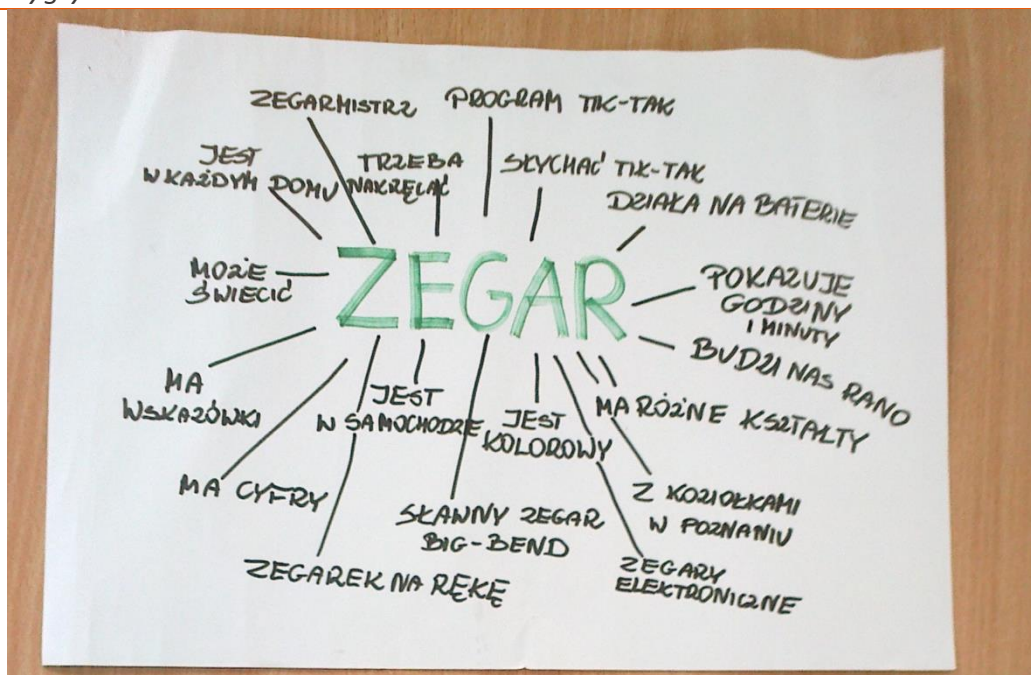 ZEGARMISTRZ
PROGRAM TIK-TAK
JEST
W KAŻDYM DOMU
TRZEBA
NAKRĘCAĆ
SŁYCHAĆ TIK-TAK
DZIAŁA NA BATERIE
MOŻE
ŚWIECIĆ
ZEGAR
POKAZUJE
GODZINY
I MINUTY
BUDZI NAS RANO
MA
WSKAZÓWKI
JEST
W SAMOCHODZIE
JEST
KOLOROWY
MA RÓŻNE KSZTAŁTY
MA CYFRY
SŁAWNY ZEGAR
BIG-BEND
Z KOZIOŁKAMI
W POZNANIU
ZEGAREK NA RĘKĘ
ZEGARY
ELEKTRONICZNE